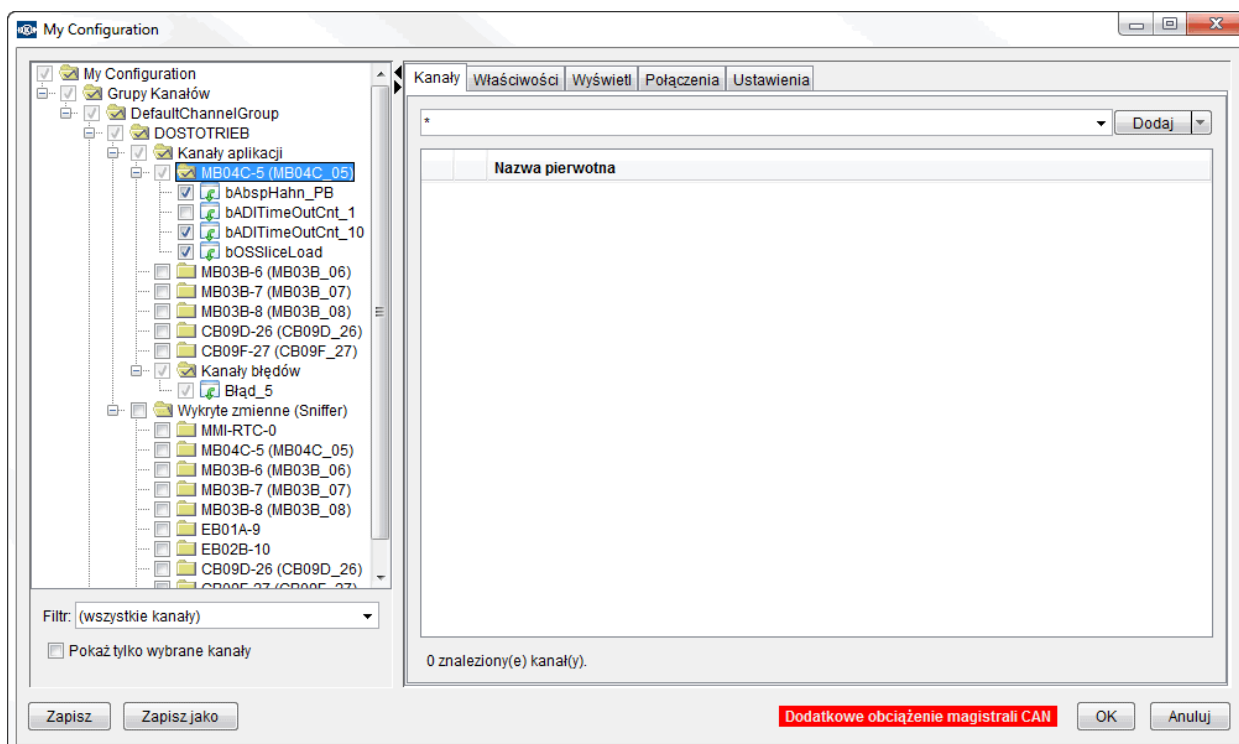 My Configuration
My Configuration
Grupy Kanałów
DefaultChannelGroup
DOSTOTRIEB
Kanały aplikacji
MB04C-5 (MB04C_05)
bAbspHahn_PB
bADITimeOutCnt_1
bADITimeOutCnt_10
bOSSliceLoad
MB03B-6 (MB03B_06)
MB03B-7 (MB03B_07)
MB03B-8 (MB03B_08)
CB09D-26 (CB09D_26)
CB09F-27 (CB09F_27)
Kanały błędów
Błąd_5
Wykryte zmienne (Sniffer)
MMI-RTC-0
MB04C-5 (MB04C_05)
MB03B-6 (MB03B_06)
MB03B-7 (MB03B_07)
MB03B-8 (MB03B_08)
EB01A-9
EB02B-10
CB09D-26 (CB09D_26)
CB09F-27 (CB09F_27)
Filtr: (wszystkie kanały)
Pokaż tylko wybrane kanały
Kanały Właściwości Wyświetl Połączenia Ustawienia
* Dodaj
Nazwa pierwotna
0 znaleziony(e) kanał(y).
Zapisz Zapisz jako Dodatkowe obciążenie magistrali CAN OK Anuluj